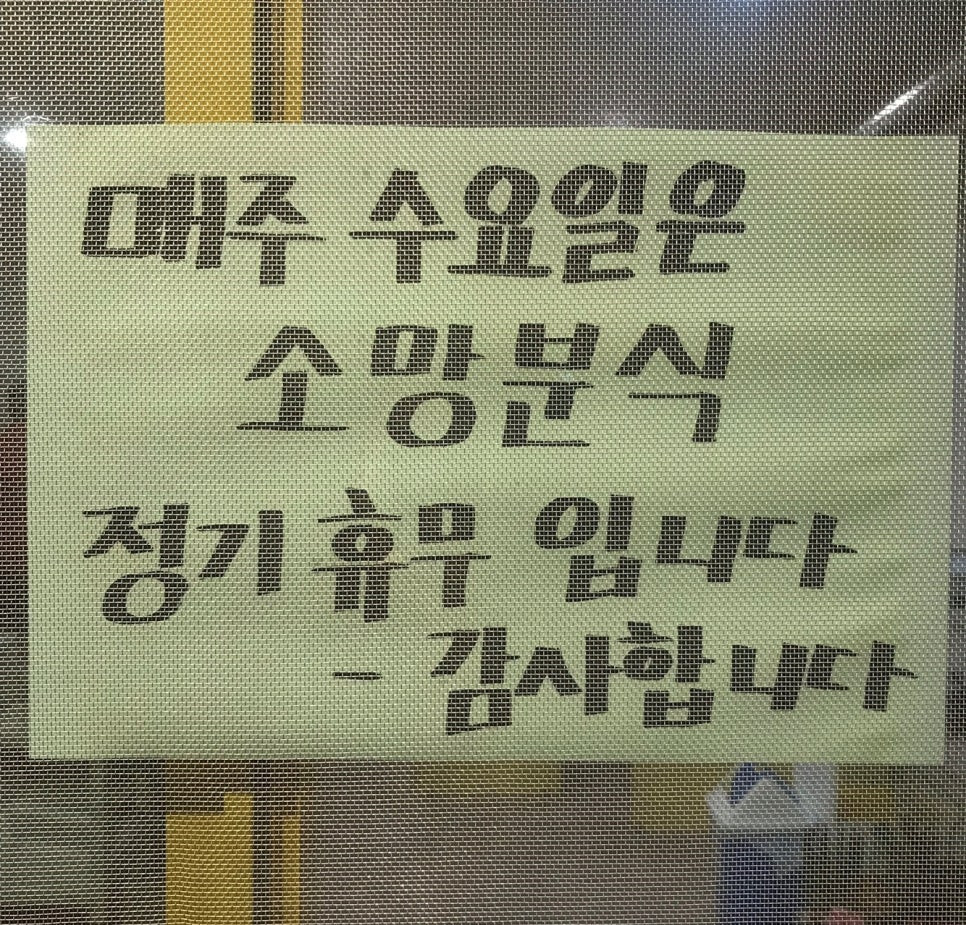 매주 수요일은
소망분식
정기휴무 입니다
- 감사합니다